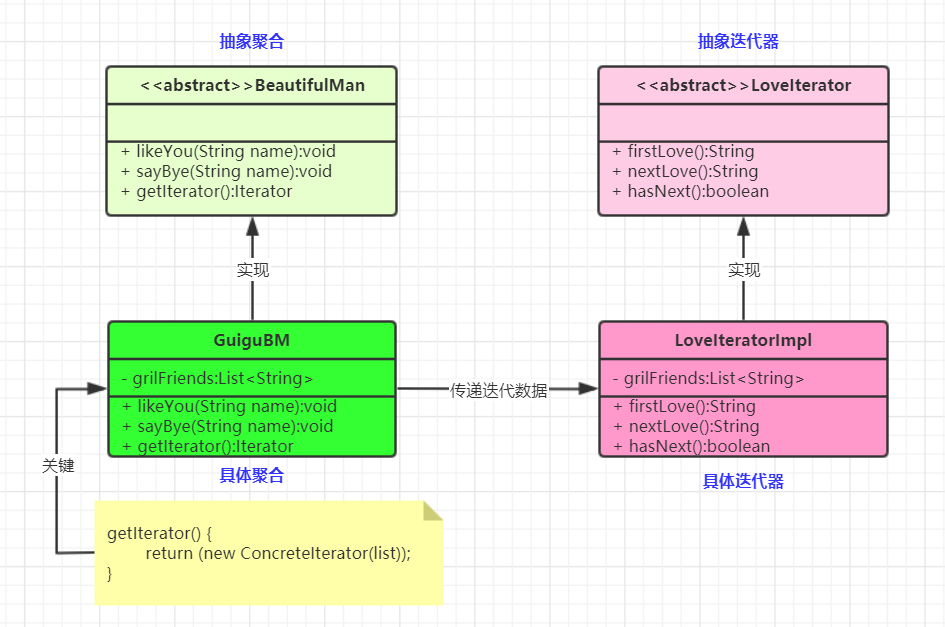 抽象聚合
<<abstract>>BeautifulMan
+ likeYou(String name):void
+ sayBye(String name):void
+ getIterator():Iterator
抽象迭代器
<<abstract>>LoveIterator
+ firstLove():String
+ nextLove():String
+ hasNext():boolean
实现
实现
GuiguBM
- grilFriends:List<String>
+ likeYou(String name):void
+ sayBye(String name):void
+ getIterator():Iterator
具体聚合
传递迭代数据
LoveIteratorImpl
- grilFriends:List<String>
+ firstLove():String
+ nextLove():String
+ hasNext():boolean
具体迭代器
关键
getIterator() {
return (new ConcreteIterator(list));
}